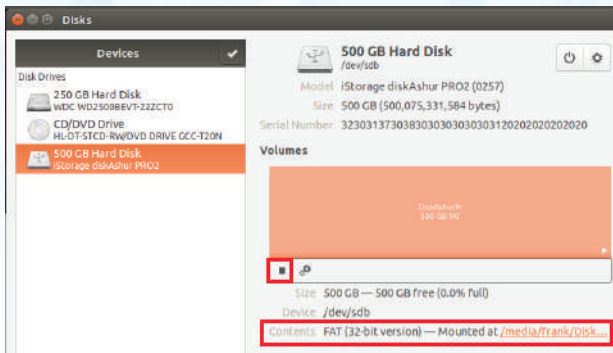 Disks
Devices
Disk Drives
250 GB Hard Disk
WDC WD2500BEVT-22ZCT0
CD/DVD Drive
HL-DT-STCD-RW/DVD DRIVE GCC-T20N
500 GB Hard Disk
iStorage diskAshur PRO2
500 GB Hard Disk
/dev/sdb
Model iStorage diskAshur PRO2 (0257)
Size 500 GB (500,075,331,584 bytes)
Serial Number
Volumes
500 GB FAT
Size 500 GB — 500 GB free (0.0% full)
Device /dev/sdb
Contents FAT (32-bit version) — Mounted at /media/frank/Disk...